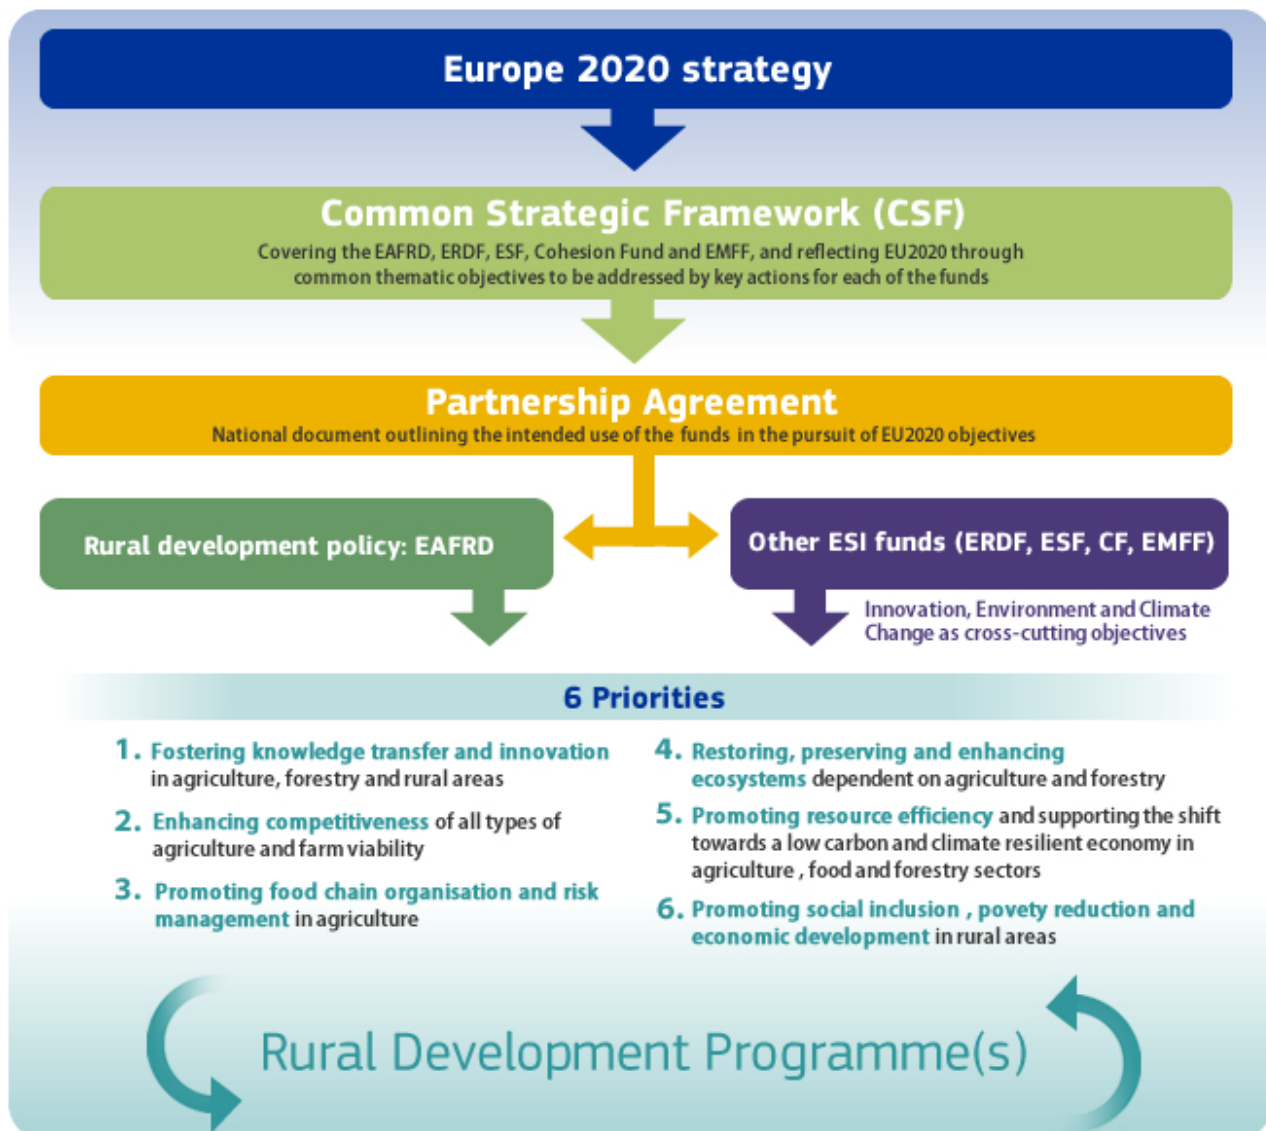 Europe 2020 strategy
Common Strategic Framework (CSF)
Covering the EAFRD, ERDF, ESF, Cohesion Fund and EMFF, and reflecting EU2020 through
common thematic objectives to be addressed by key actions for each of the funds
Partnership Agreement
National document outlining the intended use of the funds in the pursuit of EU2020 objectives
Rural development policy: EAFRD
Other ESI funds (ERDF, ESF, CF, EMFF)
Innovation, Environment and Climate
Change as cross-cutting objectives
6 Priorities
1. Fostering knowledge transfer and innovation
in agriculture, forestry and rural areas
2. Enhancing competitiveness of all types of
agriculture and farm viability
3. Promoting food chain organisation and risk
management in agriculture
4. Restoring, preserving and enhancing
ecosystems dependent on agriculture and forestry
5. Promoting resource efficiency and supporting the shift
towards a low carbon and climate resilient economy in
agriculture , food and forestry sectors
6. Promoting social inclusion , povety reduction and
economic development in rural areas
Rural Development Programme(s)